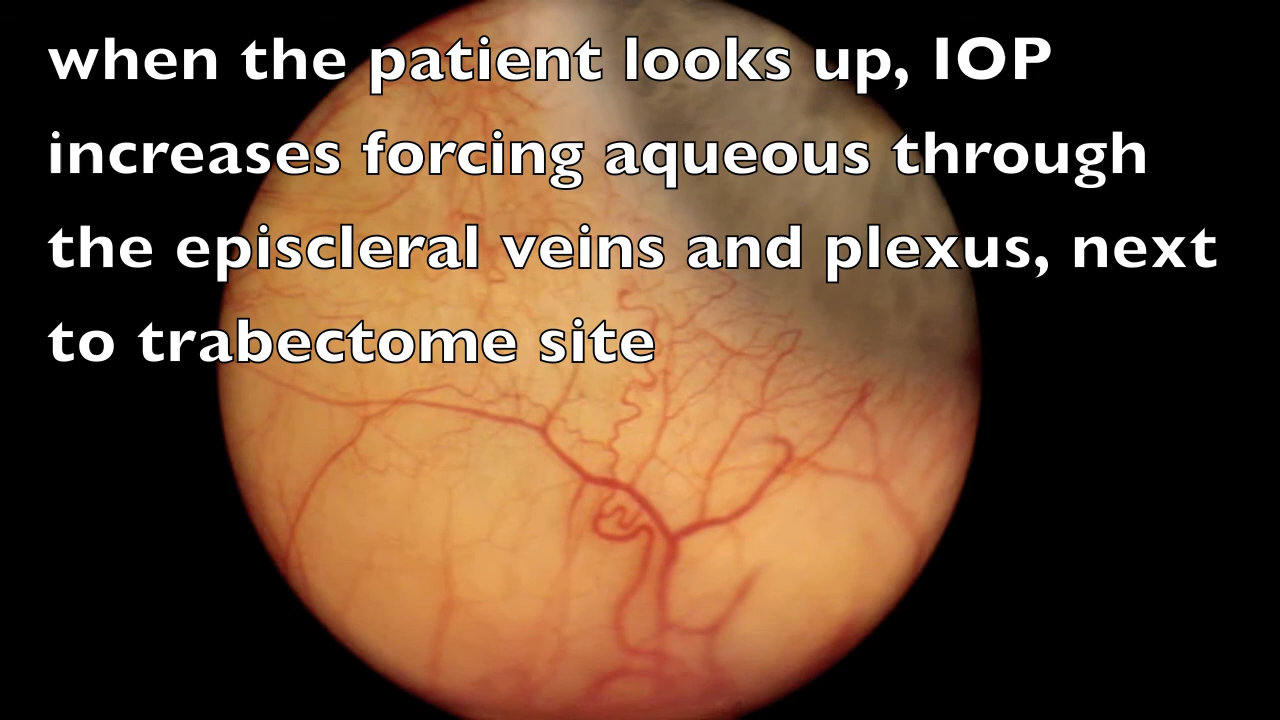 when the patient looks up, IOP
increases forcing aqueous through
the episcleral veins and plexus, next
to trabectome site